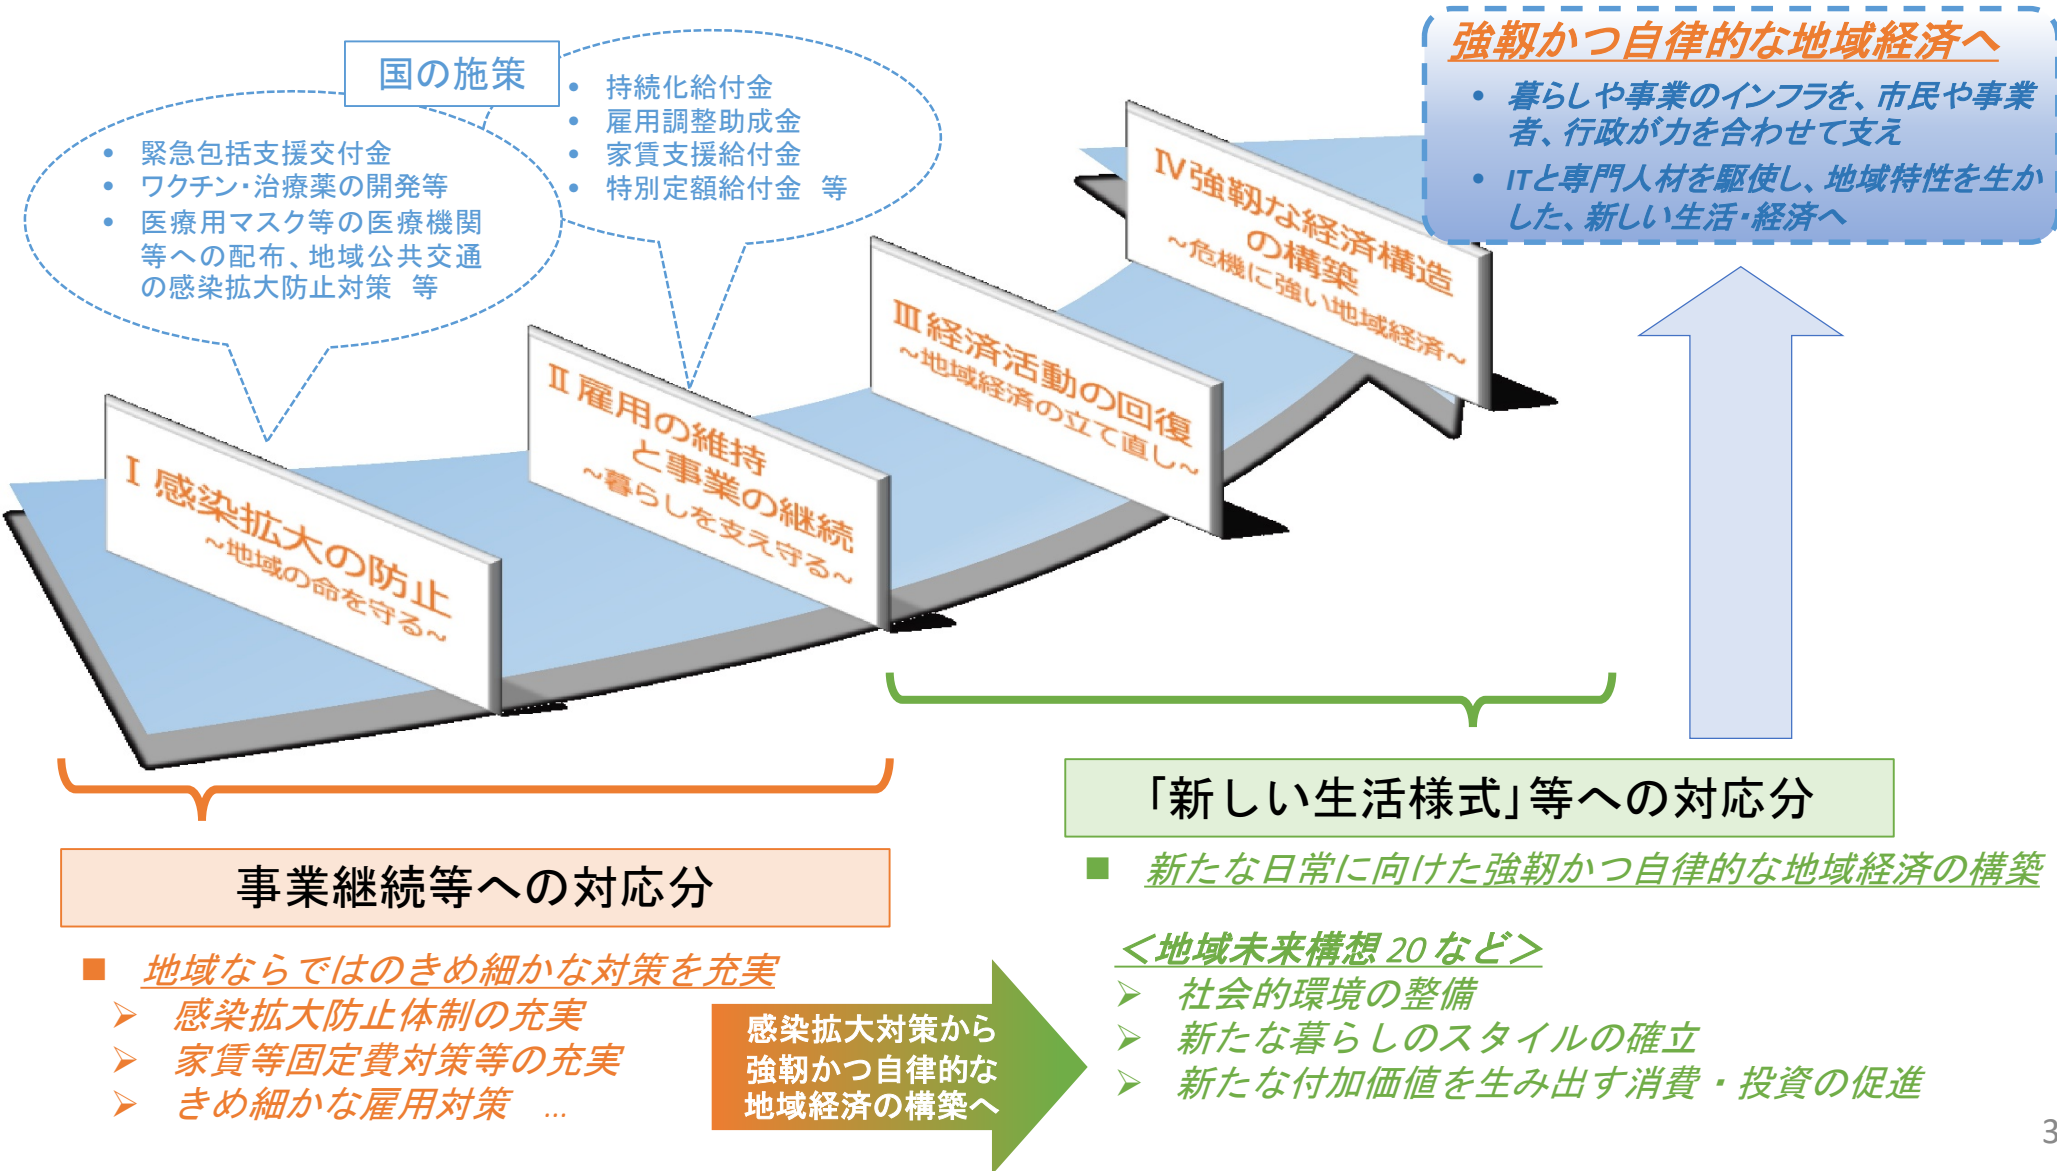 国の施策
緊急包括支援交付金
ワクチン・治療薬の開発等
医療用マスク等の医療機関
等への配布、地域公共交通
の感染拡大防止対策　等
持続化給付金
雇用調整助成金
家賃支援給付金
特別定額給付金　等
強靱かつ自律的な地域経済へ
暮らしや事業のインフラを、市民や事業
者、行政が力を合わせて支え
ITと専門人材を駆使し、地域特性を生か
した、新しい生活・経済へ
Ⅰ 感染拡大の防止
~地域の命を守る~
Ⅱ 雇用の維持
と事業の継続
~暮らしを支え守る~
Ⅲ 経済活動の回復
~地域経済の立て直し~
Ⅳ 強靱な経済構造
の構築
~危機に強い地域経済~
事業継続等への対応分
■ 地域ならではのきめ細かな対策を充実
➢ 感染拡大防止体制の充実
➢ 家賃等固定費対策等の充実
➢ きめ細かな雇用対策　…
感染拡大対策から
強靱かつ自律的な
地域経済の構築へ
「新しい生活様式」等への対応分
■ 新たな日常に向けた強靱かつ自律的な地域経済の構築
＜地域未来構想 20 など＞
➢ 社会的環境の整備
➢ 新たな暮らしのスタイルの確立
➢ 新たな付加価値を生み出す消費・投資の促進
3